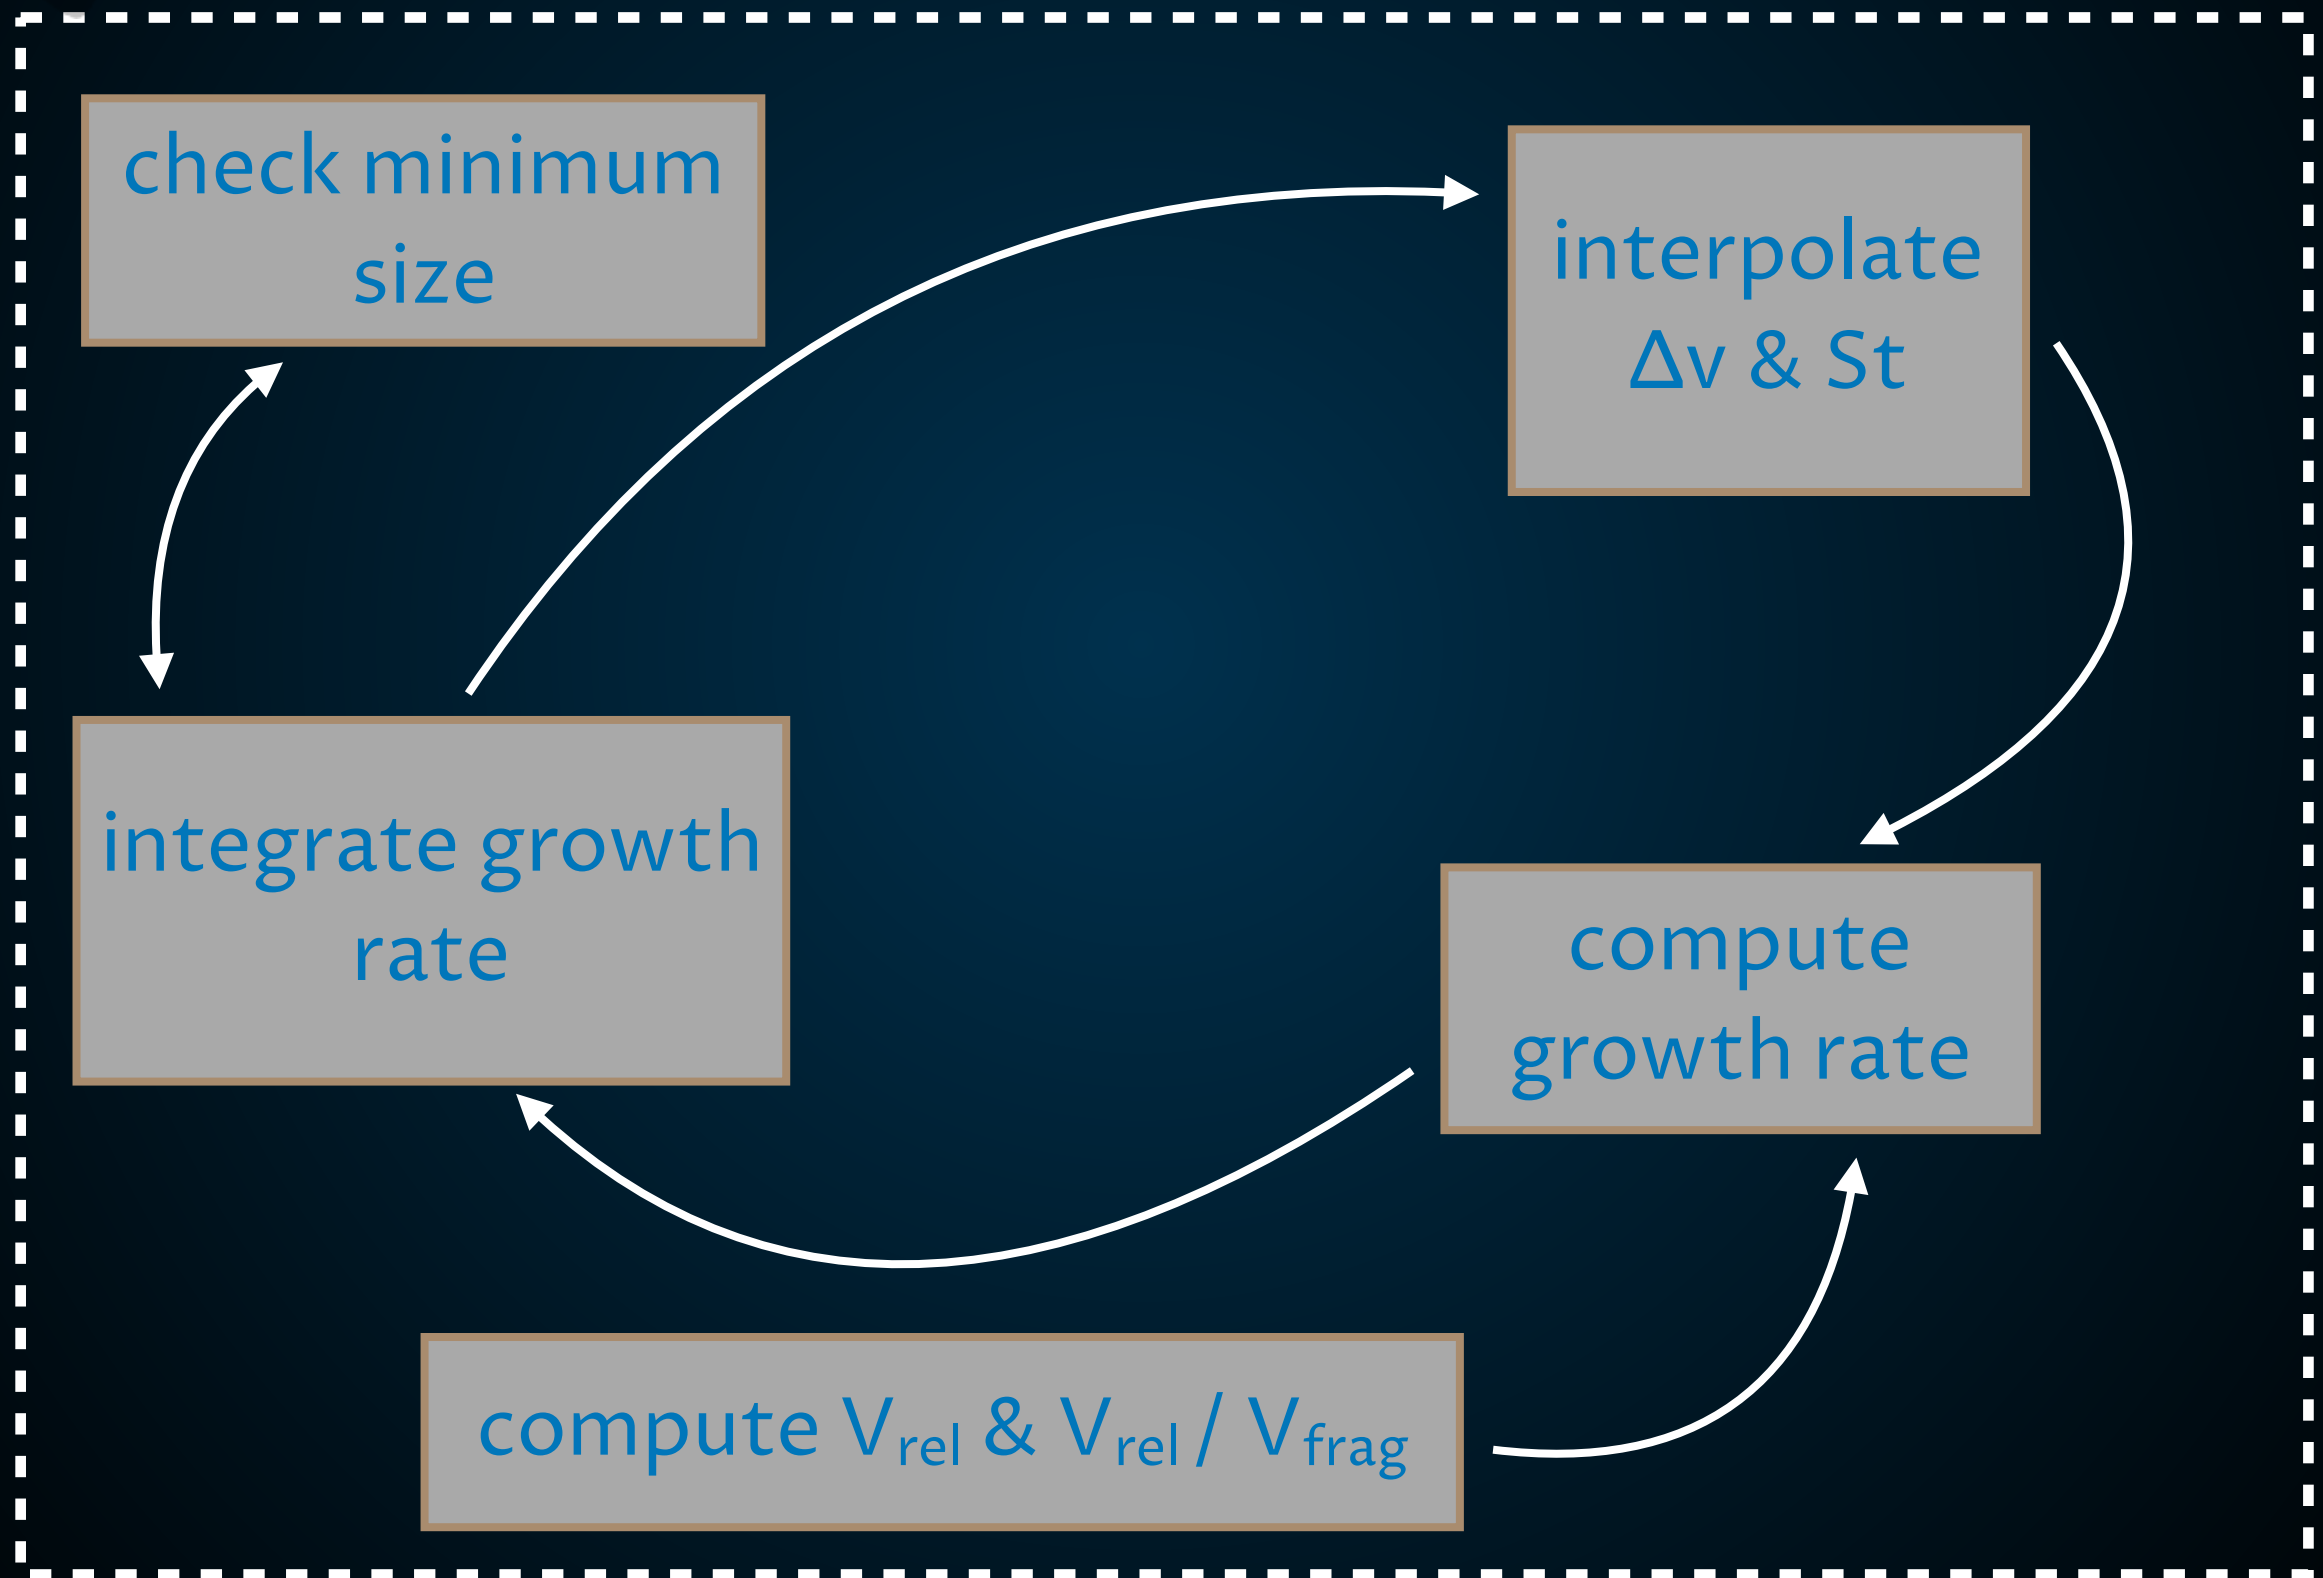 check minimum
size
interpolate
Δv & St
integrate growth
rate
compute
growth rate
compute Vrel & Vrel / Vfrag